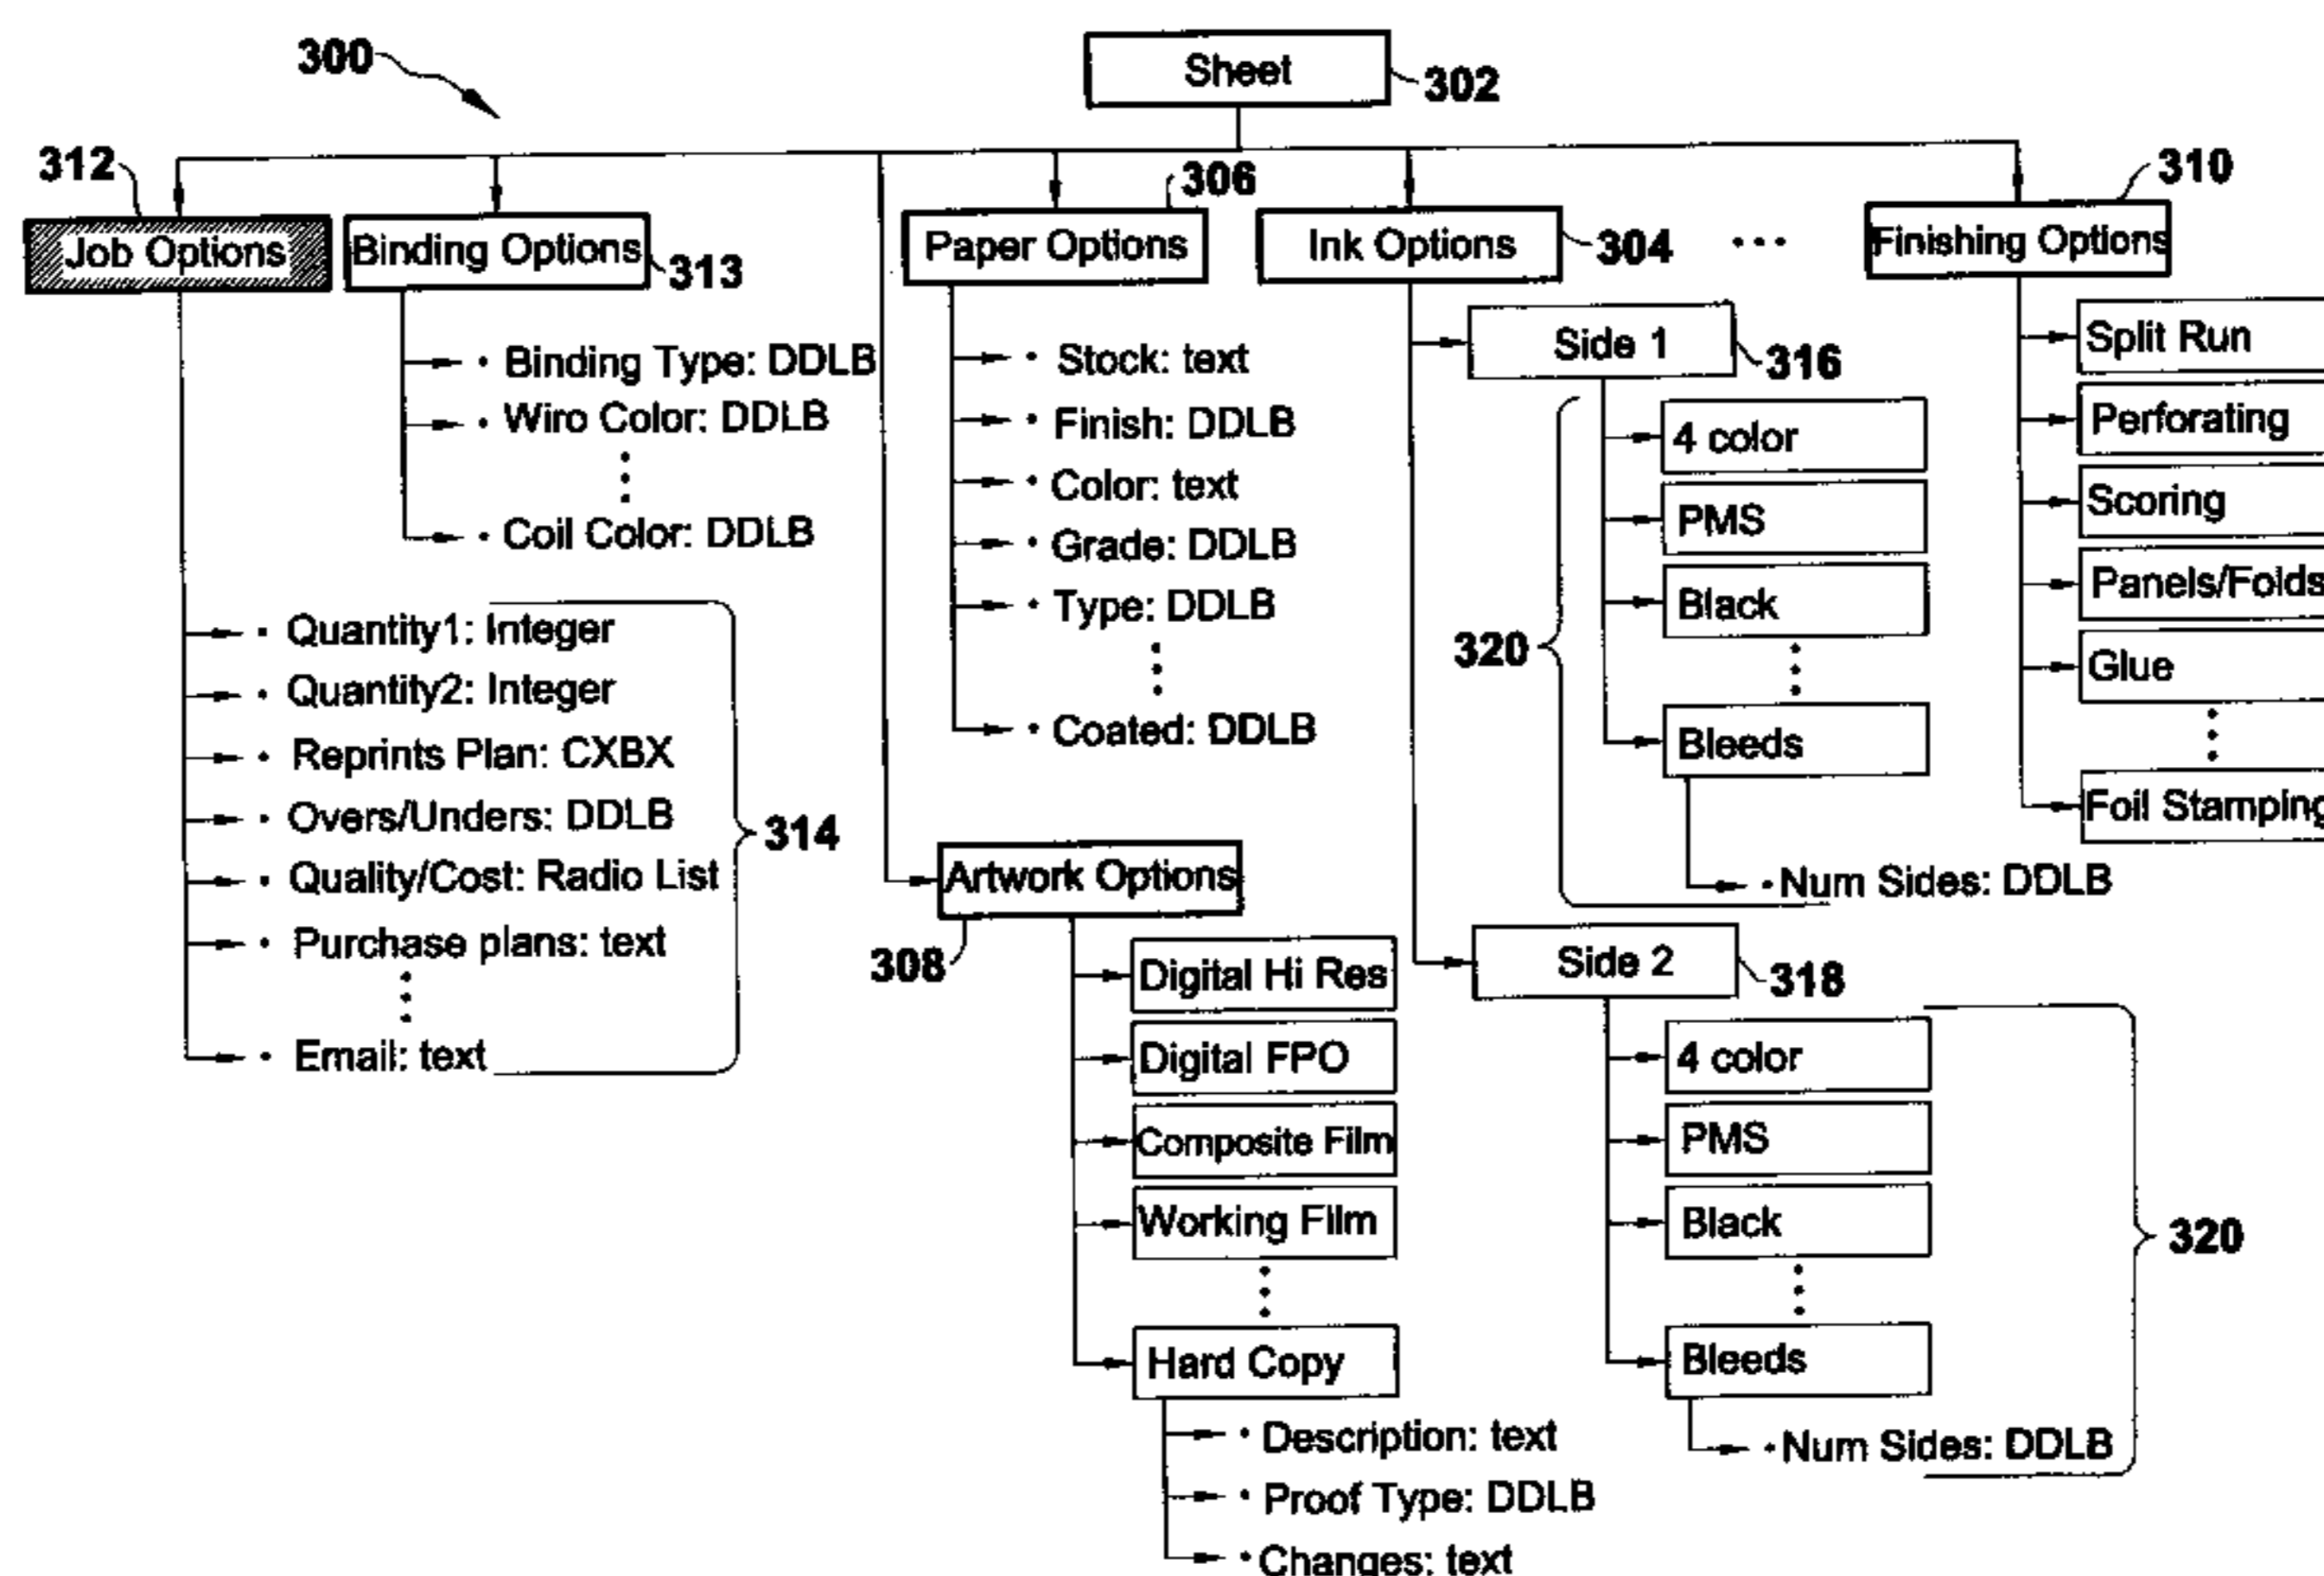 300
Sheet
302
312
306
310
Job Options
Binding Options
313
Paper Options
Ink Options
304
...
Finishing Options
• Binding Type: DDLB
• Wiro Color: DDLB
• Coil Color: DDLB
• Quantity1: Integer
• Quantity2: Integer
• Reprints Plan: CXBX
• Overs/Unders: DDLB
• Quality/Cost: Radio List
• Purchase plans: text
• Email: text
314
• Stock: text
• Finish: DDLB
• Color: text
• Grade: DDLB
• Type: DDLB
• Coated: DDLB
Artwork Options
308
Digital Hi Res
Digital FPO
Composite Film
Working Film
Hard Copy
• Description: text
• Proof Type: DDLB
• Changes: text
Side 1
316
320
4 color
PMS
Black
Bleeds
• Num Sides: DDLB
Side 2
318
4 color
PMS
Black
Bleeds
• Num Sides: DDLB
320
Split Run
Perforating
Scoring
Panels/Folds
Glue
Foil Stamping